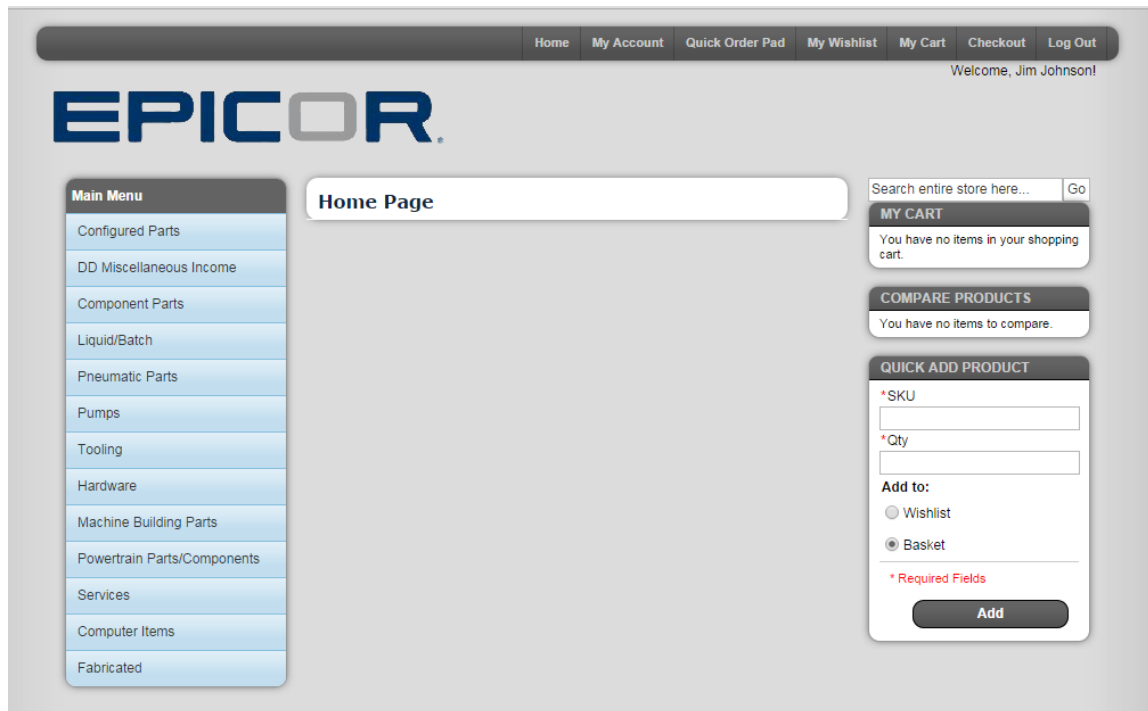 Home My Account Quick Order Pad My Wishlist My Cart Checkout Log Out
Welcome, Jim Johnson!
EPICOR®
Main Menu
Configured Parts
DD Miscellaneous Income
Component Parts
Liquid/Batch
Pneumatic Parts
Pumps
Tooling
Hardware
Machine Building Parts
Powertrain Parts/Components
Services
Computer Items
Fabricated
Home Page
Search entire store here... Go
MY CART
You have no items in your shopping
cart.
COMPARE PRODUCTS
You have no items to compare.
QUICK ADD PRODUCT
*SKU
*Qty
Add to:
Wishlist
Basket
* Required Fields
Add